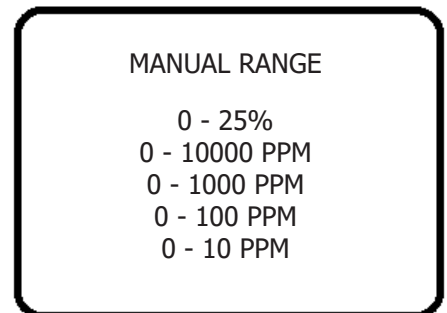 MANUAL RANGE
0 - 25%
0 - 10000 PPM
0 - 1000 PPM
0 - 100 PPM
0 - 10 PPM